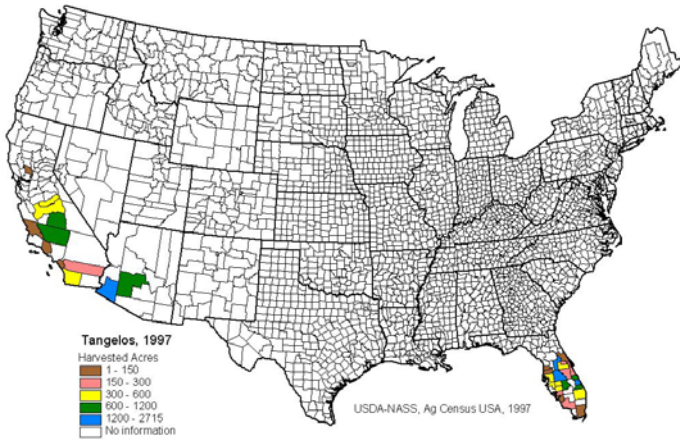 Tangelos, 1997
Harvested Acres
1 - 150
150 - 300
300 - 600
600 - 1200
1200 - 2715
No information
USDA-NASS, Ag Census USA, 1997